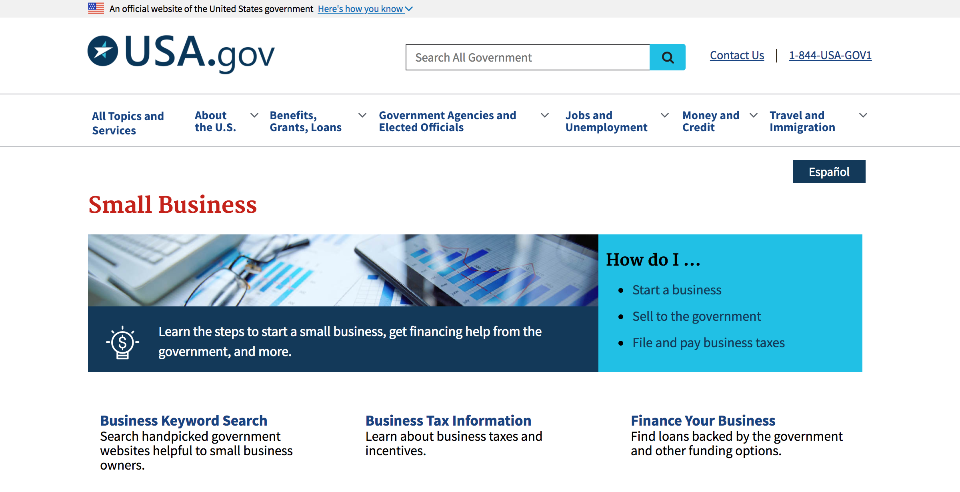 An official website of the United States government Here's how you know
USA.gov
Search All Government
Contact Us
1-844-USA-GOV1
All Topics and
Services
About
the U.S.
Benefits,
Grants, Loans
Government Agencies and
Elected Officials
Jobs and
Unemployment
Money and
Credit
Travel and
Immigration
Español
Small Business
Learn the steps to start a small business, get financing help from the
government, and more.
How do I ...
Start a business
Sell to the government
File and pay business taxes
Business Keyword Search
Search handpicked government
websites helpful to small business
owners.
Business Tax Information
Learn about business taxes and
incentives.
Finance Your Business
Find loans backed by the government
and other funding options.